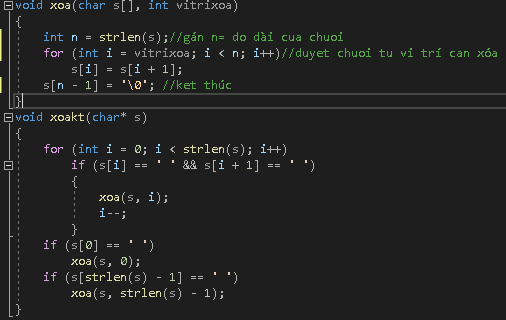 void xoa(char s[], int vitrixoa)
{
    int n = strlen(s);//gán n= do dài cua chuoi
    for (int i = vitrixoa; i < n; i++)//duyet chuoi tu vi trí can xóa
        s[i] = s[i + 1];
    s[n - 1] = '\0'; //ket thúc
}
void xoakt(char* s)
{
    for (int i = 0; i < strlen(s); i++)
        if (s[i] == ' ' && s[i + 1] == ' ')
        {
            xoa(s, i);
            i--;
        }
    if (s[0] == ' ')
        xoa(s, 0);
    if (s[strlen(s) - 1] == ' ')
        xoa(s, strlen(s) - 1);
}